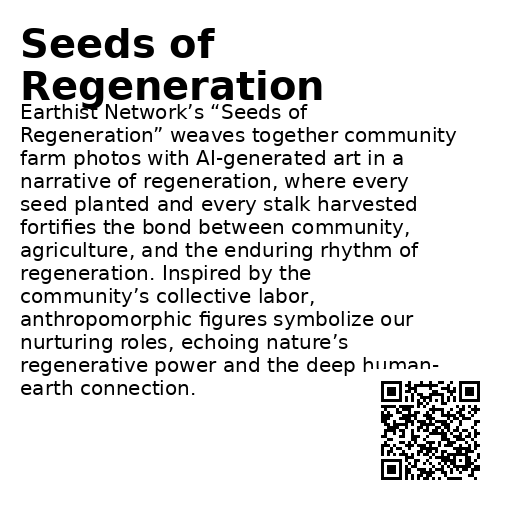 Seeds of
Regeneration
Earthist Network’s “Seeds of
Regeneration” weaves together community
farm photos with AI-generated art in a
narrative of regeneration, where every
seed planted and every stalk harvested
fortifies the bond between community,
agriculture, and the enduring rhythm of
regeneration. Inspired by the
community’s collective labor,
anthropomorphic figures symbolize our
nurturing roles, echoing nature’s
regenerative power and the deep human-
earth connection.